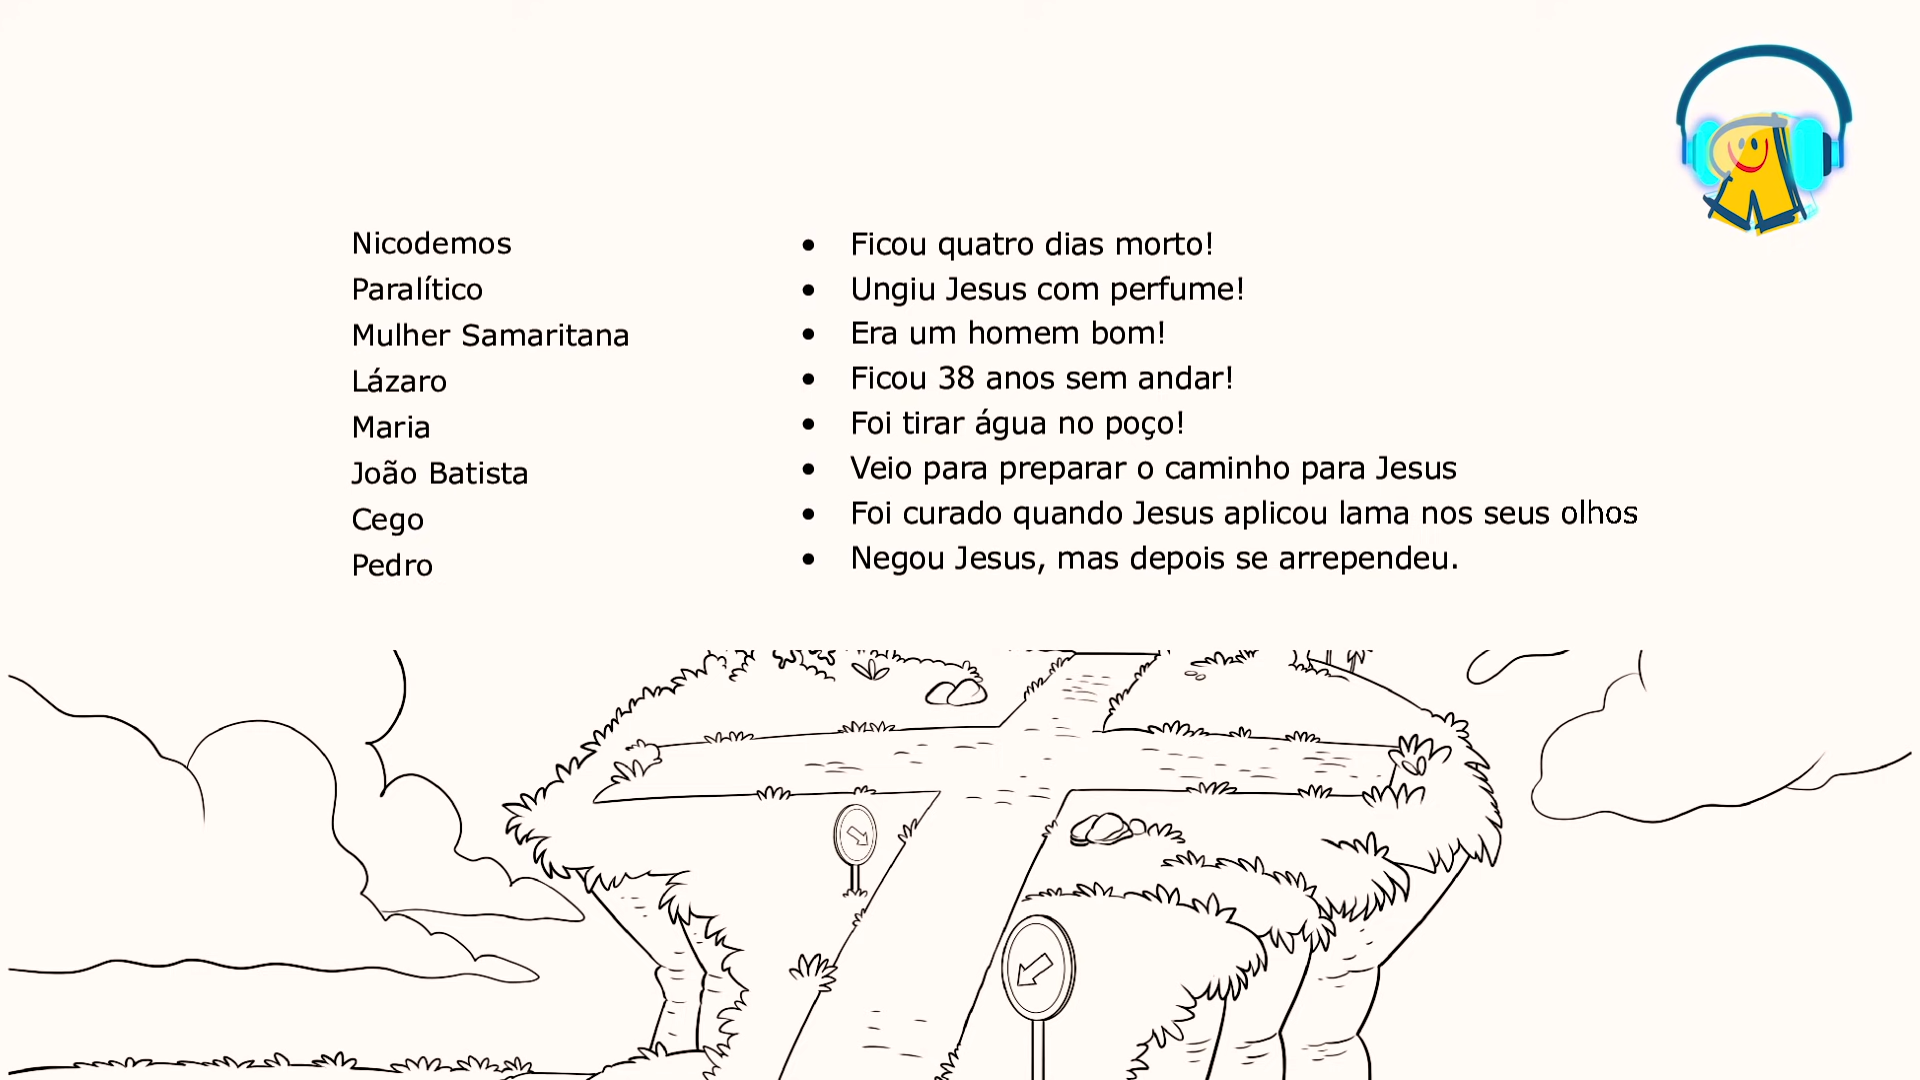 Nicodemos
Paralítico
Mulher Samaritana
Lázaro
Maria
João Batista
Cego
Pedro
• Ficou quatro dias morto!
• Ungiu Jesus com perfume!
• Era um homem bom!
• Ficou 38 anos sem andar!
• Foi tirar água no poço!
• Veio para preparar o caminho para Jesus
• Foi curado quando Jesus aplicou lama nos seus olhos
• Negou Jesus, mas depois se arrependeu.